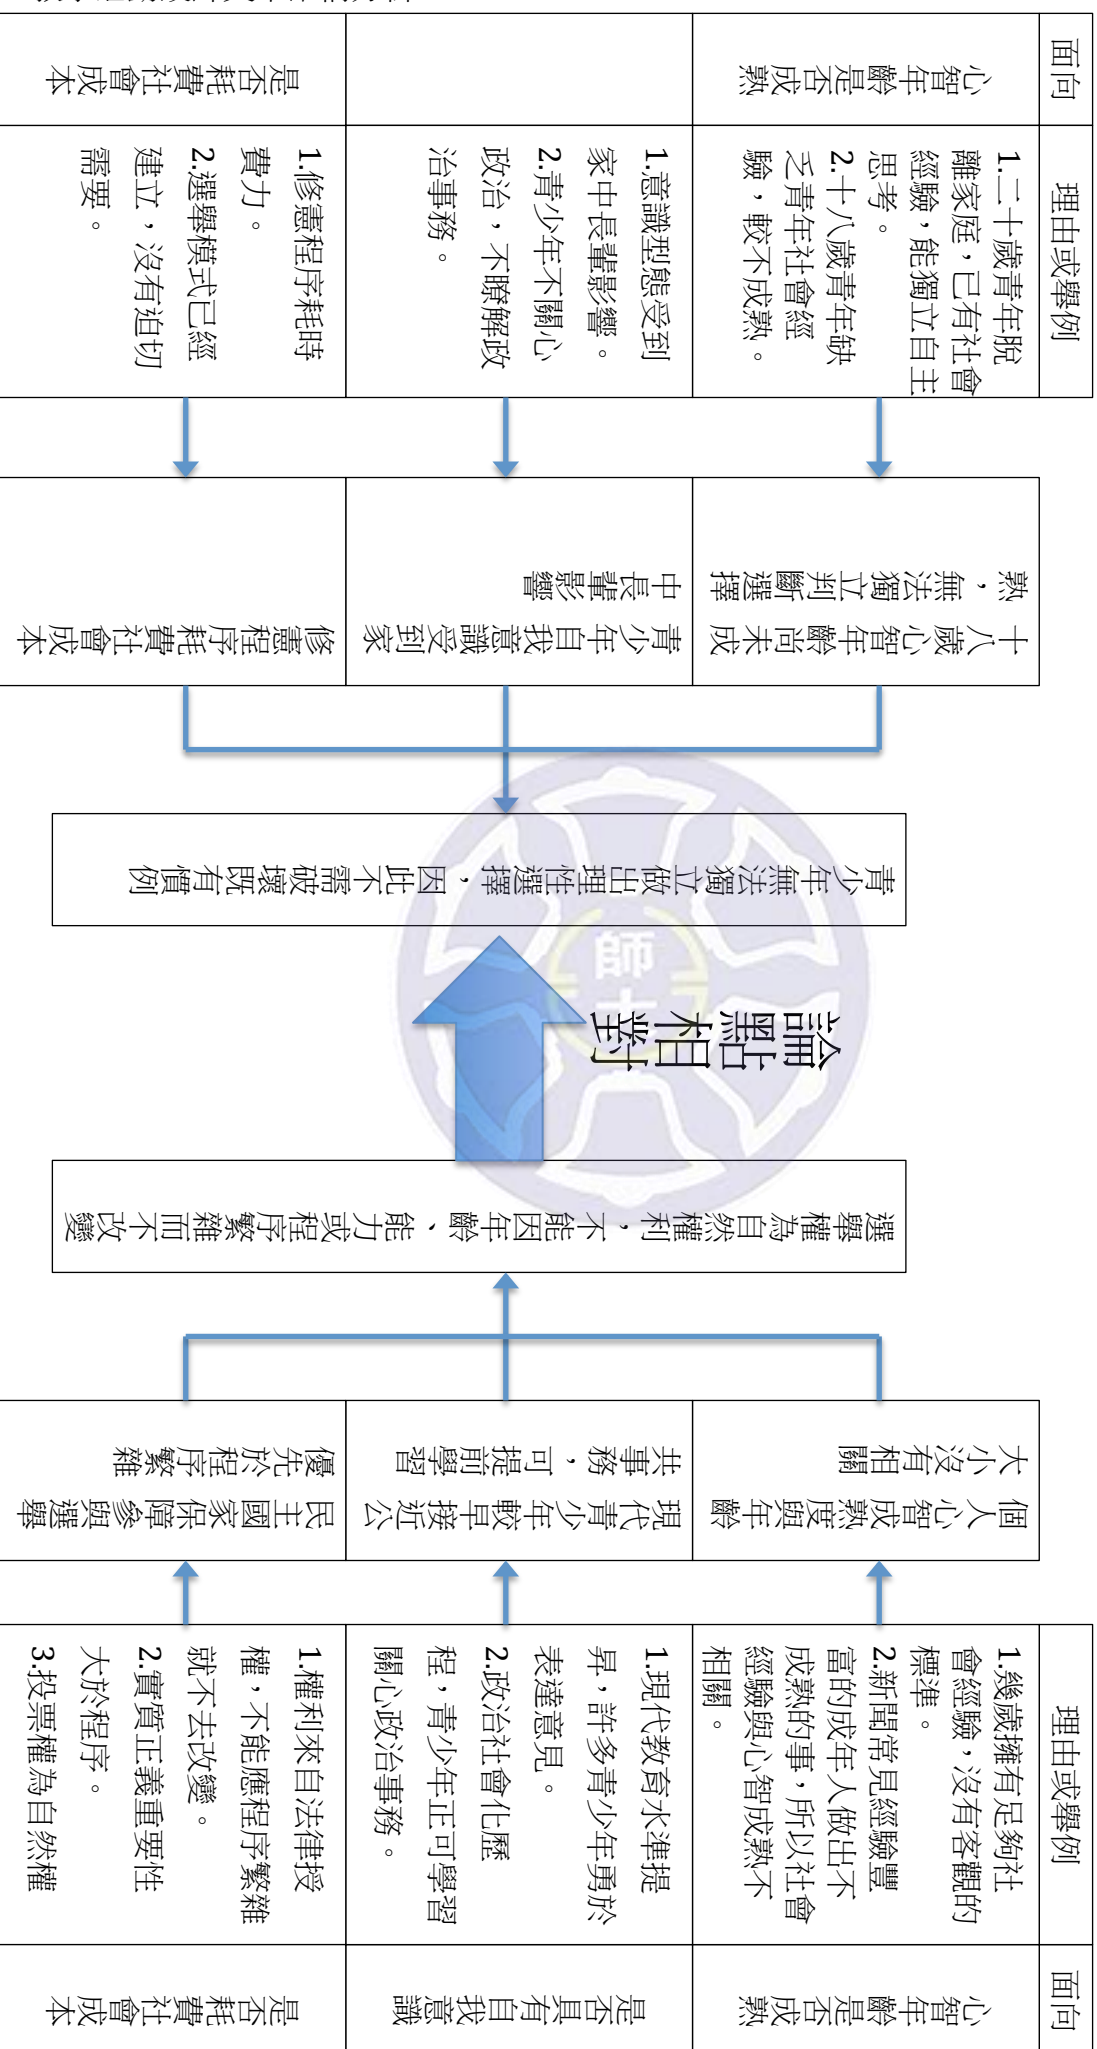 面向
理由或舉例
心智年齡是否成
熟
1.二十歲青年脫
離家庭，已有社會
經驗，能獨立自主
思考。
2.十八歲青年缺
乏青年社會經
驗，較不成熟。
1.意識型態受到
家中長輩影響。
2.青少年不關心
政治，不瞭解政
治事務。
是否耗費社會成
本
1.修憲程序耗時
費力。
2.選舉模式已經
建立，沒有迫切
需要。
十八歲心智年齡尚未成
熟，無法獨立判斷選擇
青少年自我意識受到家
中長輩影響
修憲程序耗費社會成本
青少年無法獨立做出理性選擇，因此不需破壞既有慣例
論點相對
師
大
選舉權為自然權利，不能因年齡、能力或程序繁雜而不改變
個人心智成熟度與年齡
大小沒有相關
現代青少年較早接近公
共事務，可提前學習
民主國家保障參與選舉
優先於程序繁雜
理由或舉例
面向
1.幾歲擁有足夠社
會經驗，沒有客觀的
標準。
2.新聞常見經驗豐
富的成年人做出不
成熟的事，所以社會
經驗與心智成熟不
相關。
心智年齡是否成
熟
1.現代教育水準提
昇，許多青少年勇於
表達意見。
2.政治社會化歷
程，青少年正可學習
關心政治事務。
是否具有自我意
識
1.權利來自法律授
權，不能應程序繁雜
就不去改變。
2.實質正義重要性
大於程序。
3.投票權為自然權
是否耗費社會成
本